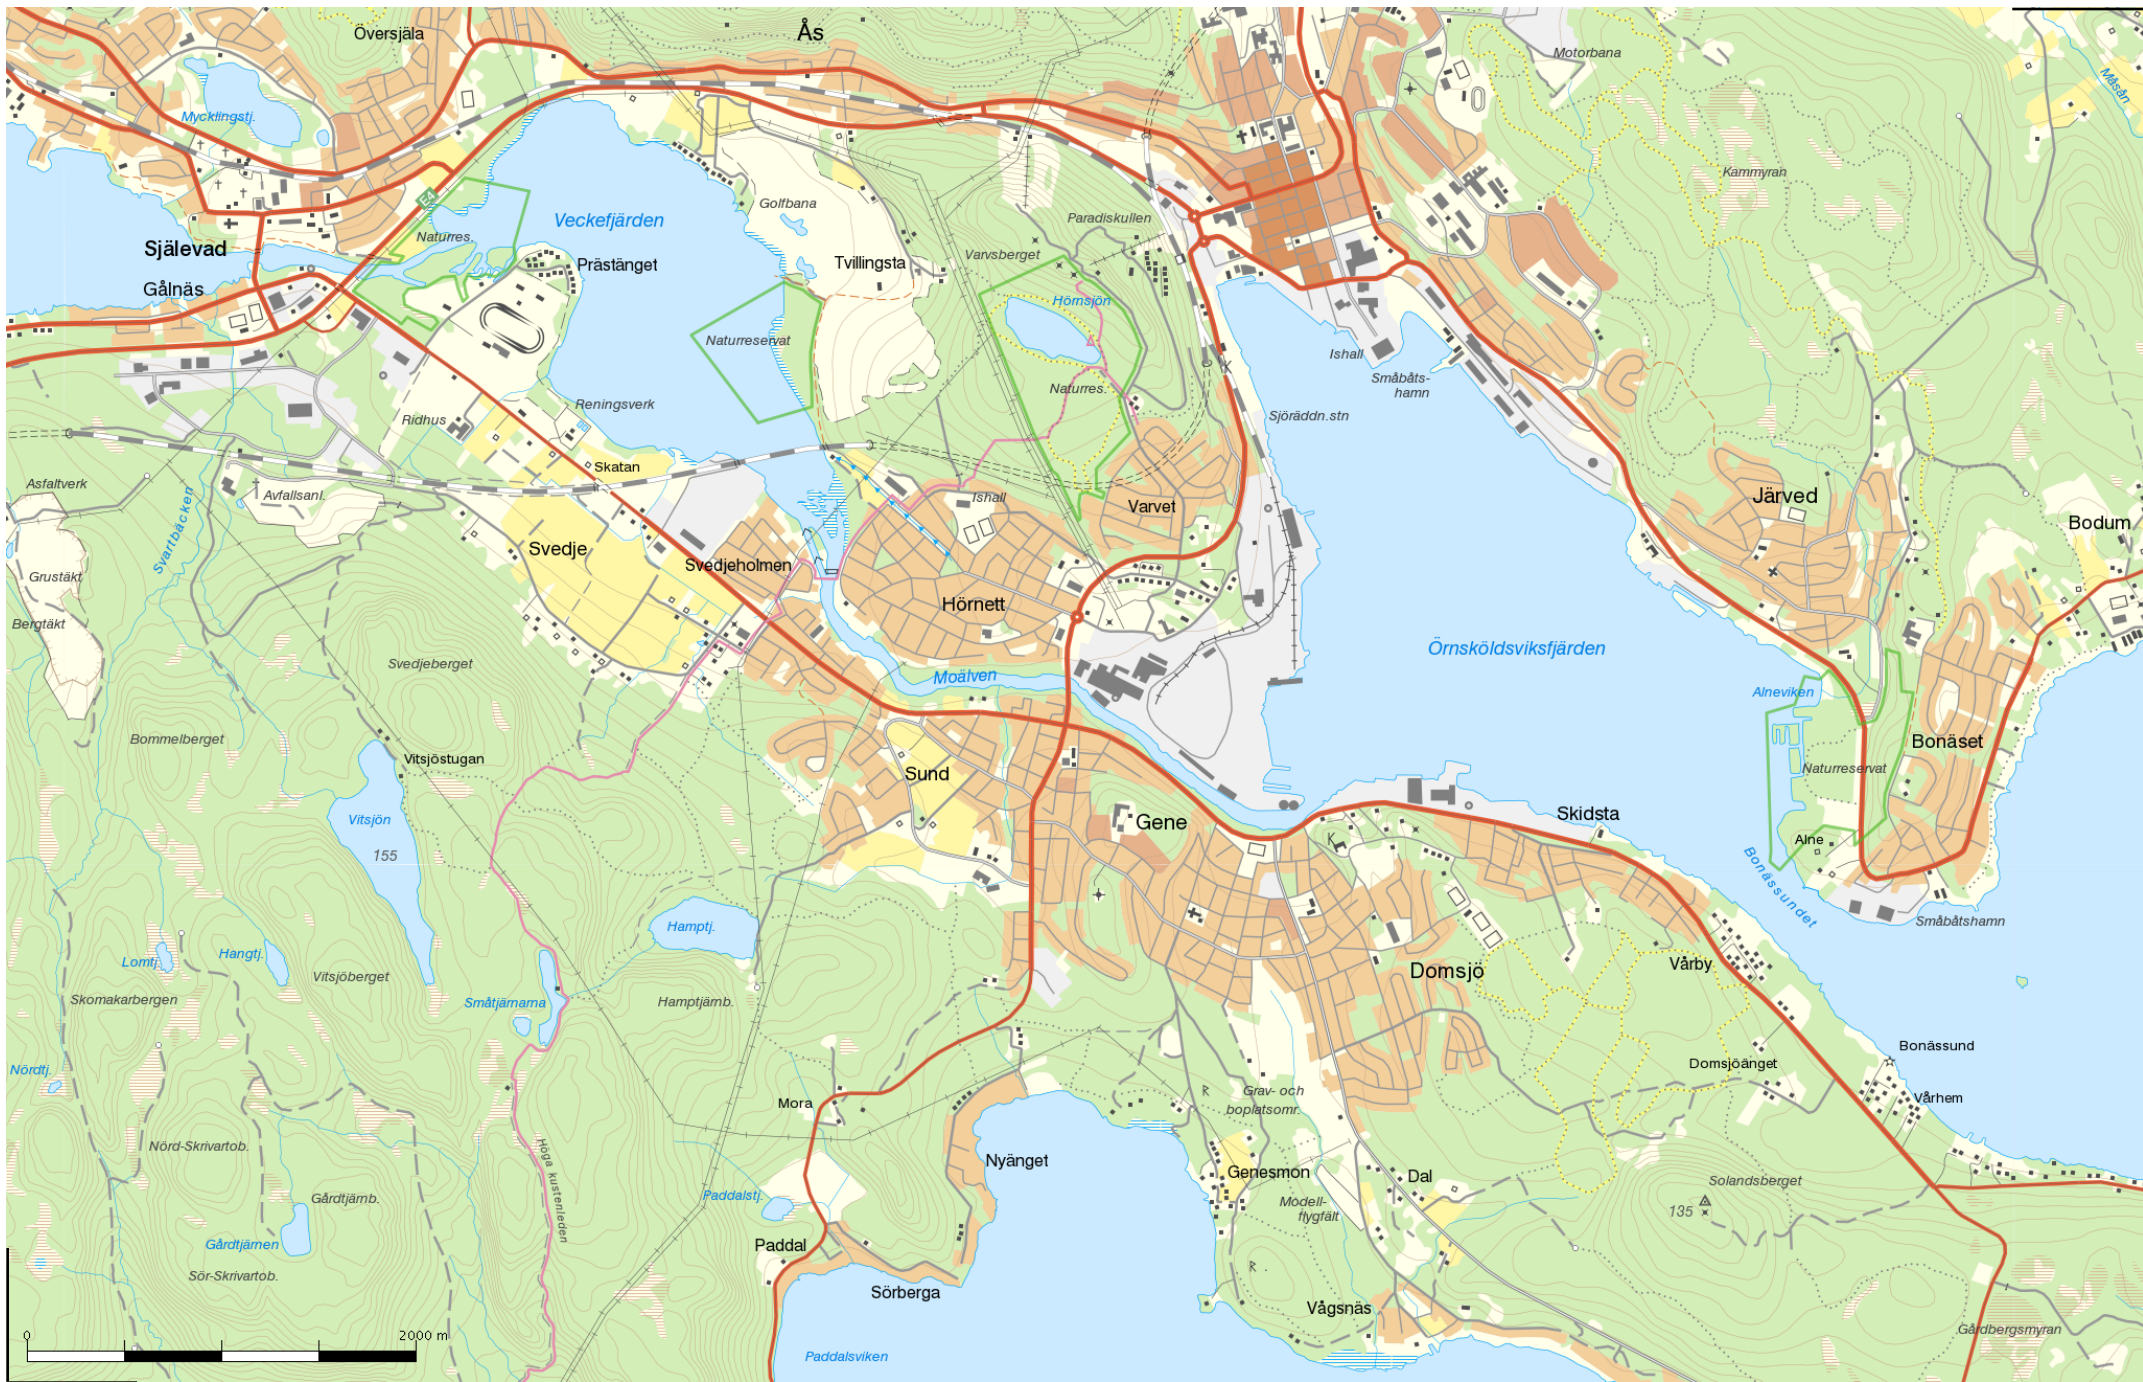 Översjäla
Ås
Motorbana
Måsån
Mycklingstj.
Kammyran
E4
Golfbana
Veckefjärden
Paradiskullen
Naturres.
Själevad
Varvsberget
Prästänget
Tvillingsta
Gålnäs
Hörnsjön
Naturreservat
Ishall
Småbåts-
hamn
Naturres.
Reningsverk
Ridhus
K
Sjöräddn.stn
Skatan
Asfaltverk
Avfallsanl.
Ishall
Varvet
Järved
Bodum
Svartbäcken
Svedje
Svedjeholmen
Grustäkt
Hörnett
Bergtäkt
Örnsköldsviksfjärden
Svedjeberget
Moälven
Alneviken
Bommelberget
Bonäset
Vitsjöstugan
Sund
Naturreservat
Vitsjön
Gene
Skidsta
155
K
Alne
Bonässundet
Hamptj.
Småbåtshamn
Lomtj.
Hangtj.
Vitsjöberget
Domsjö
Vårby
Skomakarbergen
Småtjärnarna
Hamptjärnb.
Bonässund
Nördtj.
Domsjöänget
Grav- och
boplatsomr.
R
Mora
Vårhem
Nörd-Skrivartob.
Höga kustenleden
Nyänget
Genesmon
Dal
Solandsberget
Gårdtjärnb.
Paddalstj.
Modell-
flygfält
135
Gårdtjärnen
Paddal
R
Sör-Skrivartob.
Sörberga
Vågsnäs
Gårdbergsmyran
0
2000 m
Paddalsviken